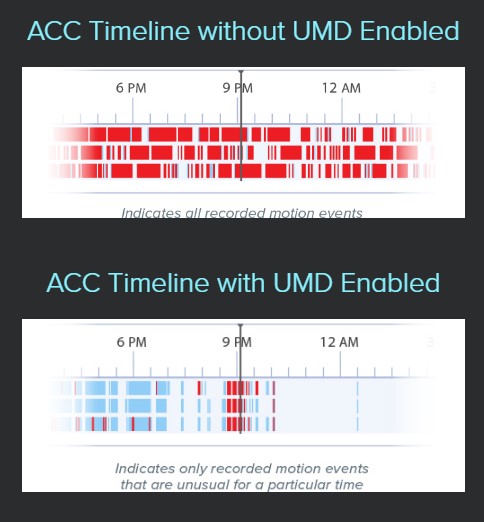 ACC Timeline without UMD Enabled
6 PM 9 PM 12 AM 3
Indicates all recorded motion events
ACC Timeline with UMD Enabled
6 PM 9 PM 12 AM 3
Indicates only recorded motion events
that are unusual for a particular time